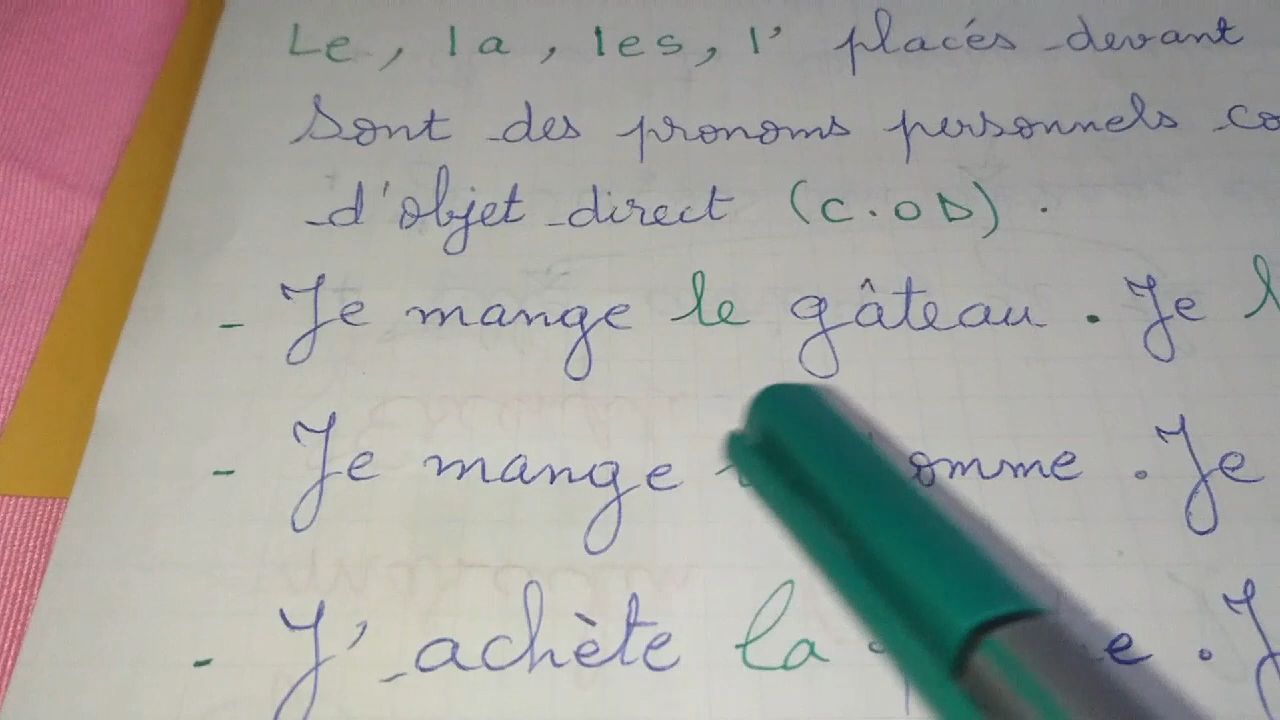 Le, la, les, l' placés devant
Sont des pronoms personnels
d'objet direct (C.OD).
- Je mange le gâteau. Je
- Je mange . Je
- J'achète la .